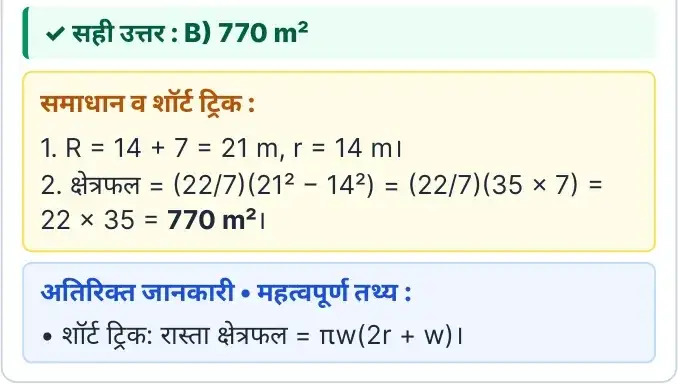 ✓ सही उत्तर : B) 770 m²
समाधान व शॉर्ट ट्रिक :
1. R = 14 + 7 = 21 m, r = 14 m।
2. क्षेत्रफल = (22/7)(21² − 14²) = (22/7)(35 × 7) =
22 × 35 = 770 m²।
अतिरिक्त जानकारी • महत्वपूर्ण तथ्य :
• शॉर्ट ट्रिक: रास्ता क्षेत्रफल = πw(2r + w)।